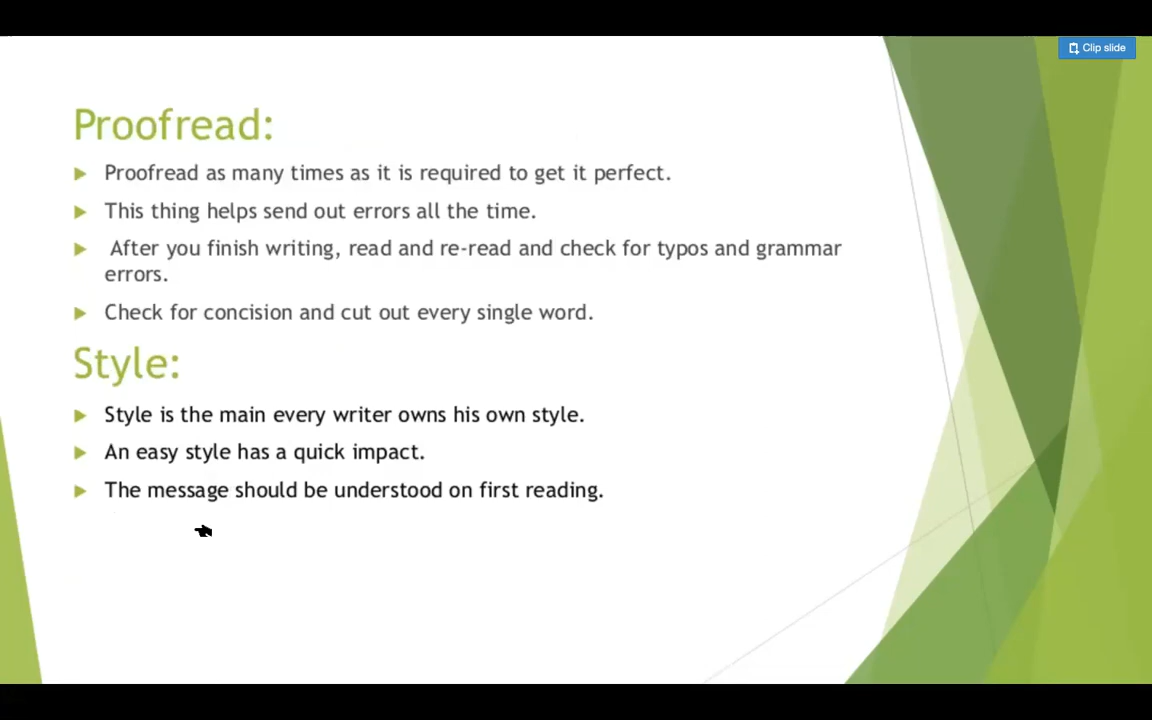 Clip slide
Proofread:
Proofread as many times as it is required to get it perfect.
This thing helps send out errors all the time.
After you finish writing, read and re-read and check for typos and grammar
errors.
Check for concision and cut out every single word.
Style:
Style is the main every writer owns his own style.
An easy style has a quick impact.
The message should be understood on first reading.